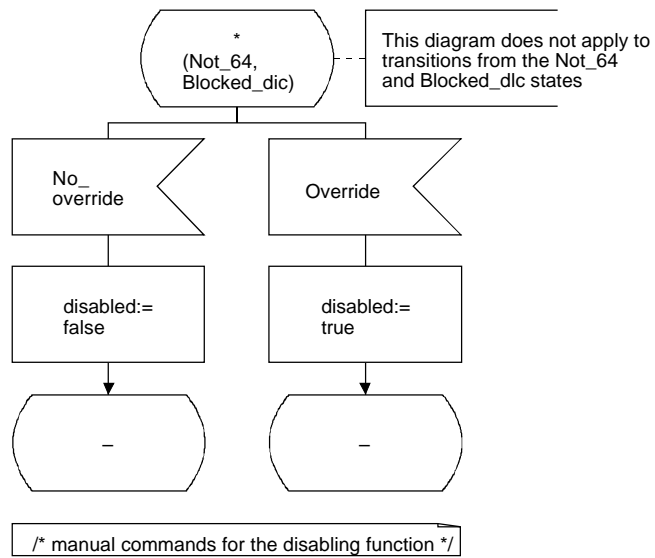 *
(Not_64,
Blocked_dic)
This diagram does not apply to
transitions from the Not_64
and Blocked_dlc states
No_
override
Override
disabled:=
false
disabled:=
true
–
–
/* manual commands for the disabling function */